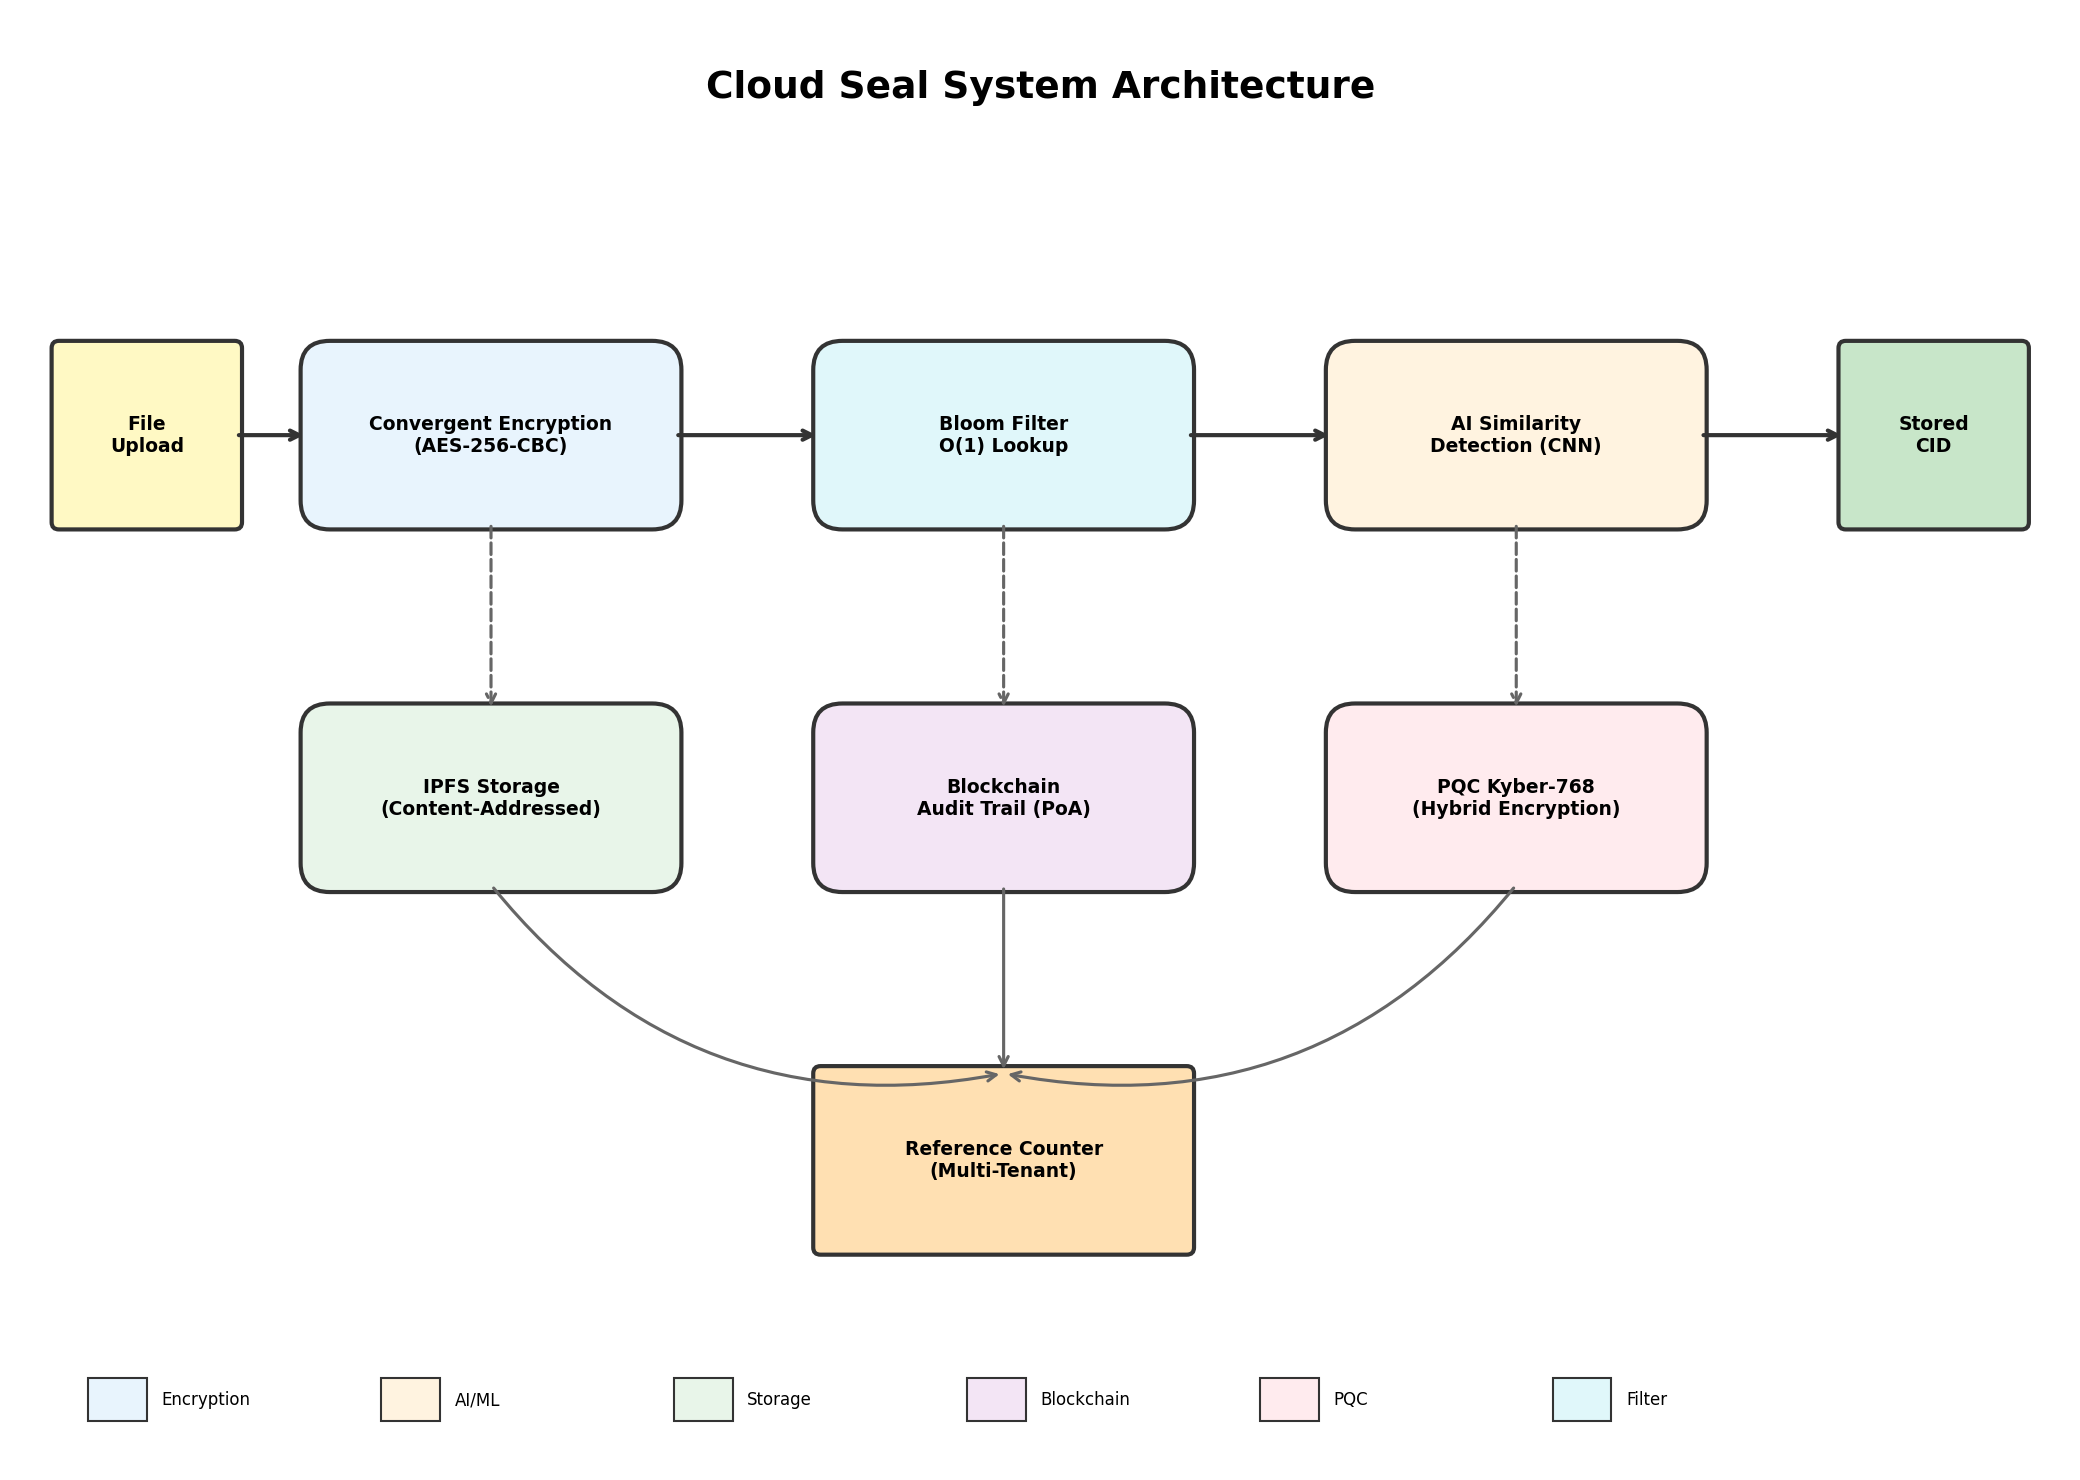 Cloud Seal System Architecture
File
Upload
Convergent Encryption
(AES-256-CBC)
Bloom Filter
O(1) Lookup
AI Similarity
Detection (CNN)
Stored
CID
IPFS Storage
(Content-Addressed)
Blockchain
Audit Trail (PoA)
PQC Kyber-768
(Hybrid Encryption)
Reference Counter
(Multi-Tenant)
Encryption
AI/ML
Storage
Blockchain
PQC
Filter